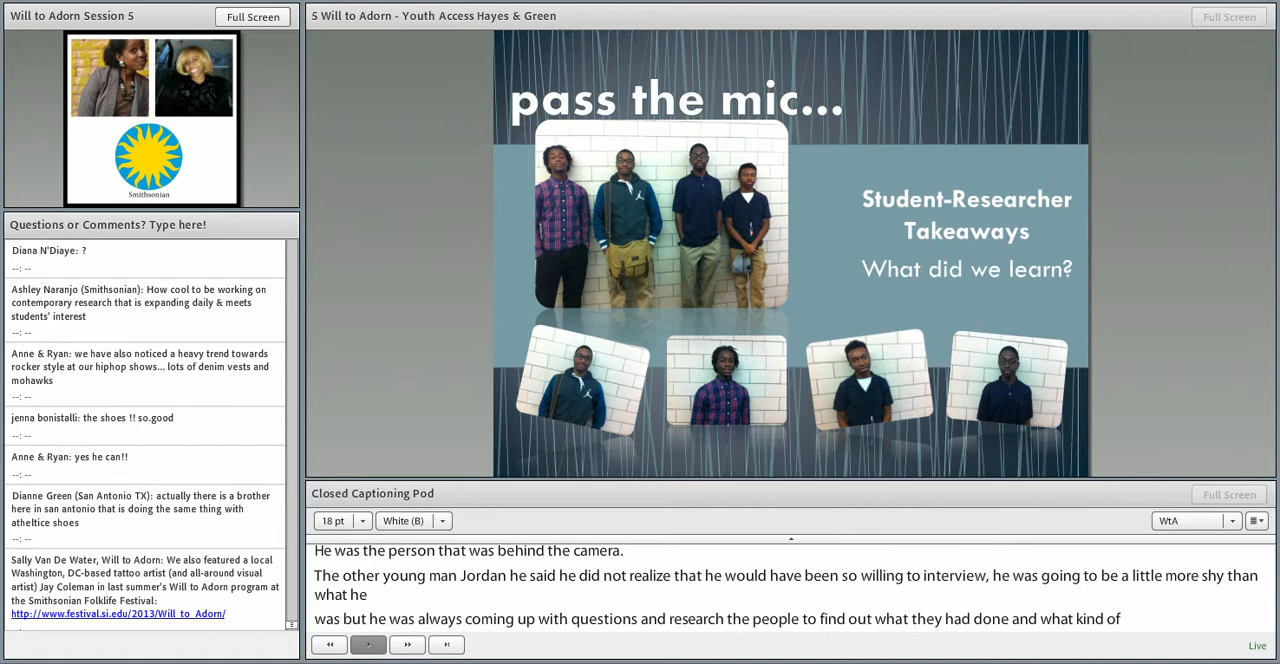 Will to Adorn Session 5
Full Screen
Smithsonian
Questions or Comments? Type here!
Diana N'Diaye: ?
--: --
Ashley Naranjo (Smithsonian): How cool to be working on
contemporary research that is expanding daily & meets
students' interest
--: --
Anne & Ryan: we have also noticed a heavy trend towards
rocker style at our hiphop shows... lots of denim vests and
mohawks
--: --
jenna bonistalli: the shoes !! so.good
--: --
Anne & Ryan: yes he can!!
--: --
Dianne Green (San Antonio TX): actually there is a brother
here in san antonio that is doing the same thing with
atheltice shoes
--: --
Sally Van De Water, Will to Adorn: We also featured a local
Washington, DC-based tattoo artist (and all-around visual
artist) Jay Coleman in last summer's Will to Adorn program at
the Smithsonian Folklife Festival:
http://www.festival.si.edu/2013/Will_to_Adorn/
5 Will to Adorn - Youth Access Hayes & Green
Full Screen
pass the mic...
Student-Researcher
Takeaways
What did we learn?
Closed Captioning Pod
Full Screen
18 pt
White (B)
WtA
He was the person that was behind the camera.
The other young man Jordan he said he did not realize that he would have been so willing to interview, he was going to be a little more shy than
what he
was but he was always coming up with questions and research the people to find out what they had done and what kind of
Live